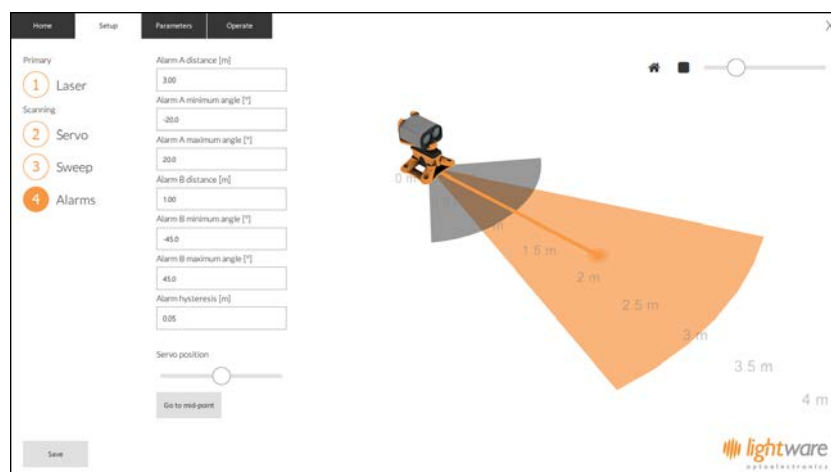 Home Setup Parameters Operate
Primary
1 Laser
Scanning
2 Servo
3 Sweep
4 Alarms
Alarm A distance [m]
3.00
Alarm A minimum angle [°]
-20.0
Alarm A maximum angle [°]
20.0
Alarm B distance [m]
1.00
Alarm B minimum angle [°]
-45.0
Alarm B maximum angle [°]
45.0
Alarm hysteresis [m]
0.05
Servo position
Go to mid-point
Save
0 m
1.5 m
2 m
2.5 m
3 m
3.5 m
4 m
lightware
optoelectronics